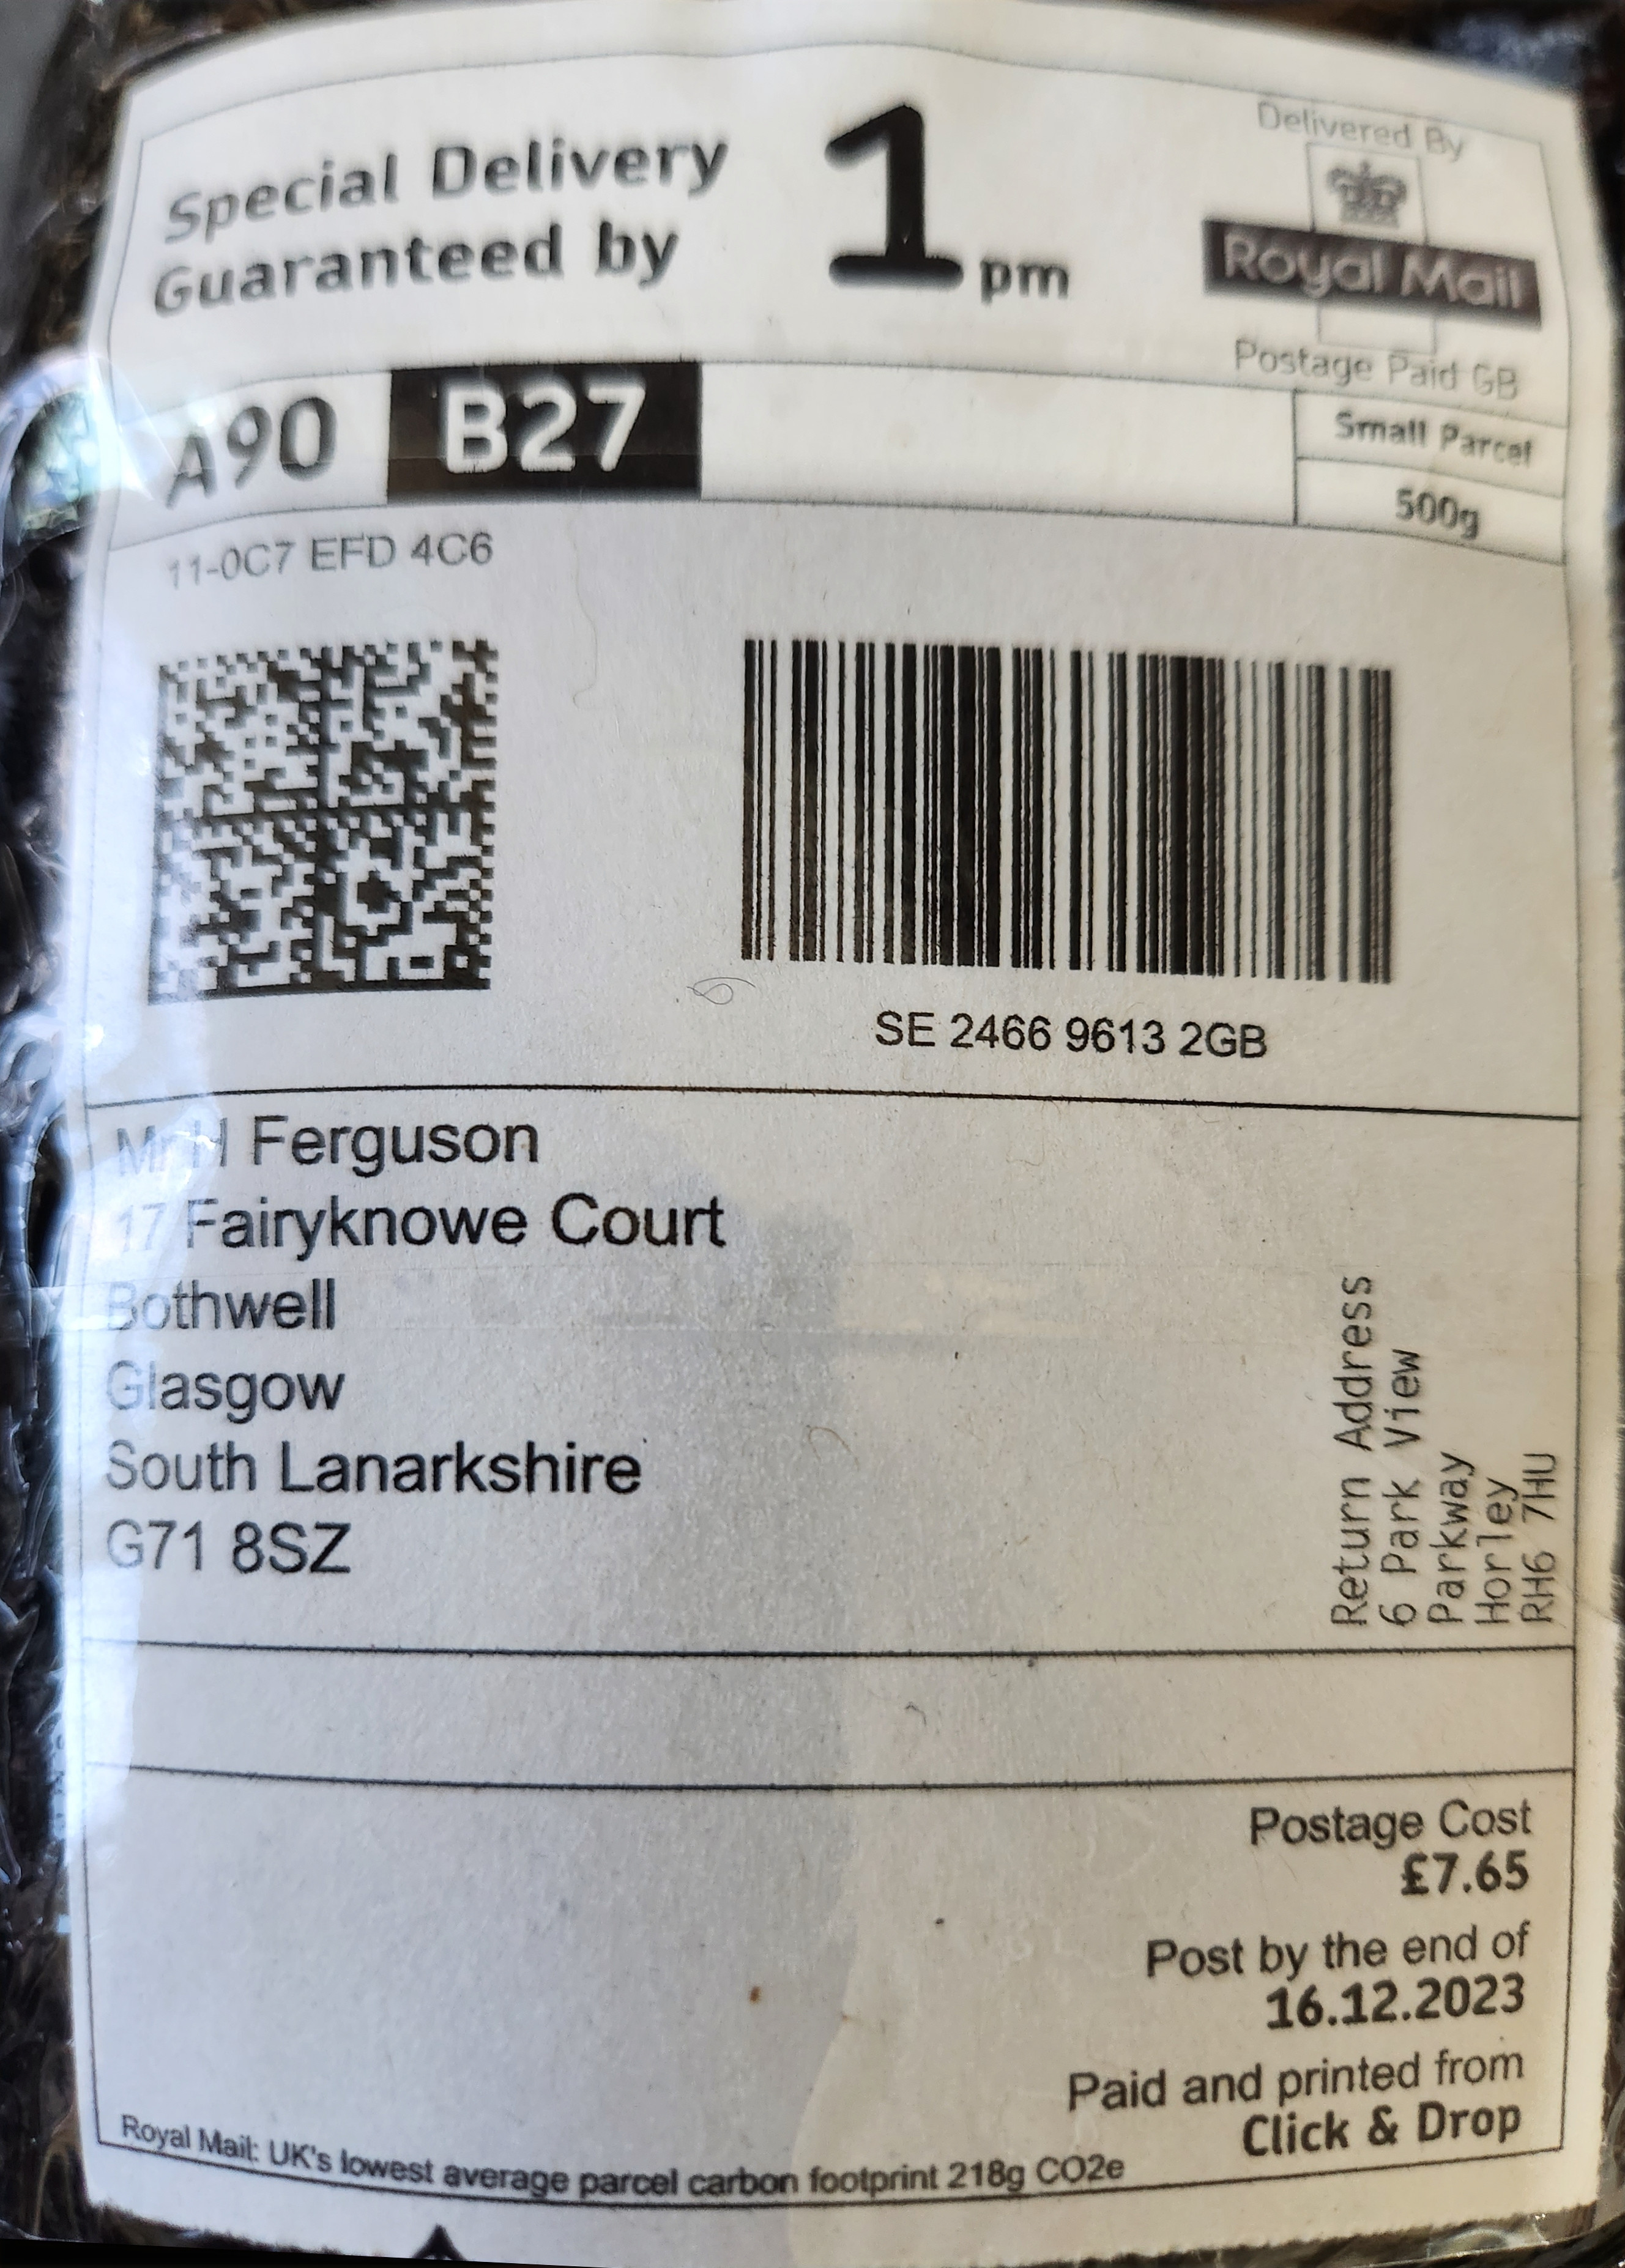 Special Delivery
Guaranteed by
1 pm
Delivered By
Royal Mail
Postage Paid GB
A90 B27
Small Parcel
500g
11-0C7 EFD 4C6
SE 2466 9613 2GB
Mr H Ferguson
17 Fairyknowe Court
Bothwell
Glasgow
South Lanarkshire
G71 8SZ
Return Address
6 Park View
Parkway
Horley
RH6 7HU
Postage Cost
£7.65
Post by the end of
16.12.2023
Paid and printed from
Click & Drop
Royal Mail: UK's lowest average parcel carbon footprint 218g CO2e